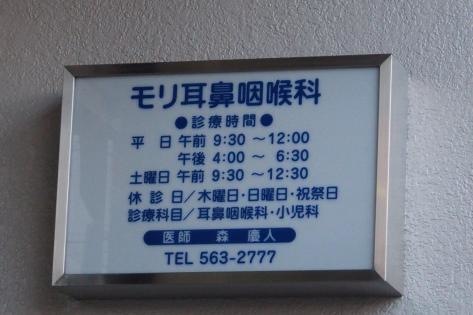 モリ耳鼻咽喉科
●診療時間●
平 日 午前 9:30 ～12:00
午後 4:00 ～ 6:30
土曜日 午前 9:30 ～12:30
休 診 日/木曜日･日曜日･祝祭日
診療科目/耳鼻咽喉科･小児科
医師 森 慶人
TEL 563-2777